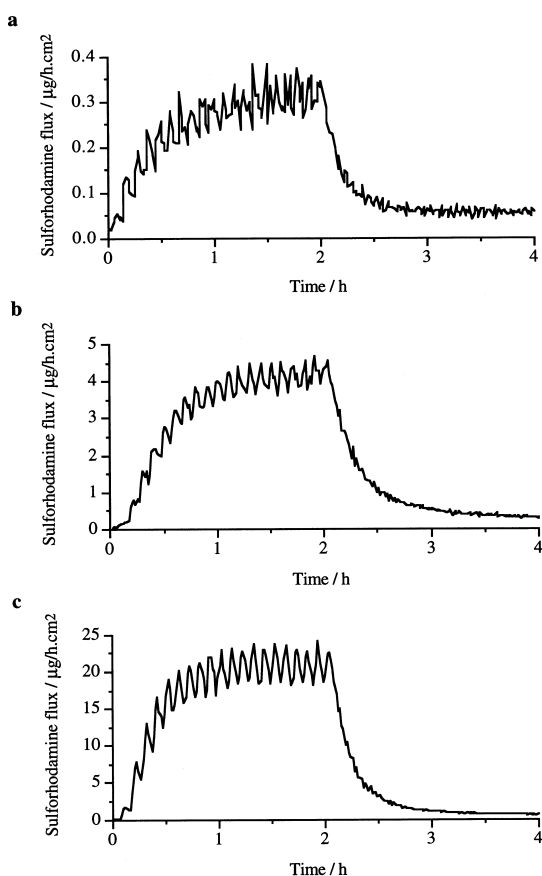 a
Sulforhodamine flux / µg/h.cm2
0.4
0.3
0.2
0.1
0.0
0 1 2 3 4
Time / h
b
Sulforhodamine flux / µg/h.cm2
5
4
3
2
1
0
0 1 2 3 4
Time / h
c
Sulforhodamine flux / µg/h.cm2
25
20
15
10
5
0
0 1 2 3 4
Time / h